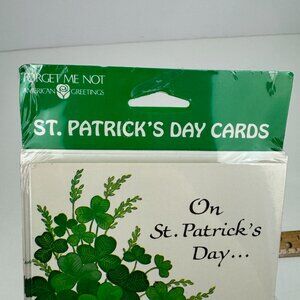 FORGET ME NOT
AMERICAN GREETINGS
ST. PATRICK'S DAY CARDS
On
St. Patrick's
Day...